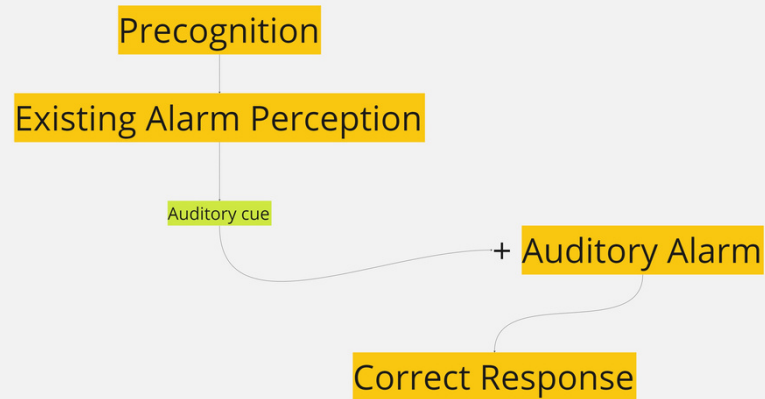 Precognition
Existing Alarm Perception
Auditory cue
+ Auditory Alarm
Correct Response